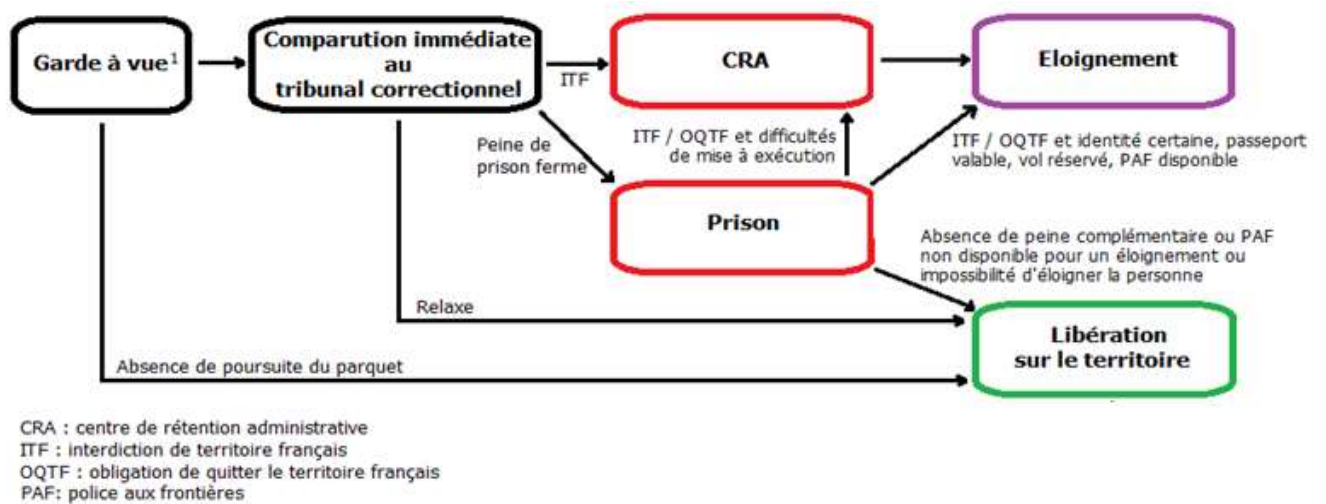 Garde à vue¹
Comparution immédiate
au
tribunal correctionnel
ITF
CRA
Eloignement
Peine de
prison ferme
ITF / OQTF et difficultés
de mise à exécution
ITF / OQTF et identité certaine, passeport
valable, vol réservé, PAF disponible
Prison
Absence de peine complémentaire ou PAF
non disponible pour un éloignement ou
impossibilité d'éloigner la personne
Relaxe
Libération
sur le territoire
Absence de poursuite du parquet
CRA : centre de rétention administrative
ITF : interdiction de territoire français
OQTF : obligation de quitter le territoire français
PAF: police aux frontières